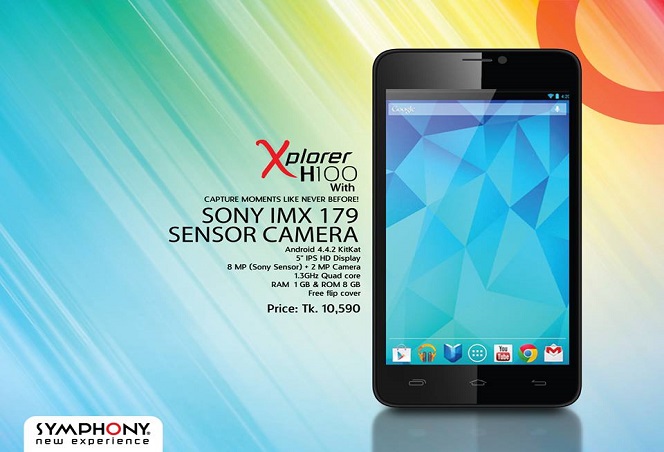 Xplorer
H100
With
CAPTURE MOMENTS LIKE NEVER BEFORE!
SONY IMX 179
SENSOR CAMERA
Android 4.4.2 KitKat
5" IPS HD Display
8 MP (Sony Sensor) + 2 MP Camera
1.3GHz Quad core
RAM 1 GB & ROM 8 GB
Free flip cover
Price: Tk. 10,590
Google
You
Tube
SYMPHONY®
new experience